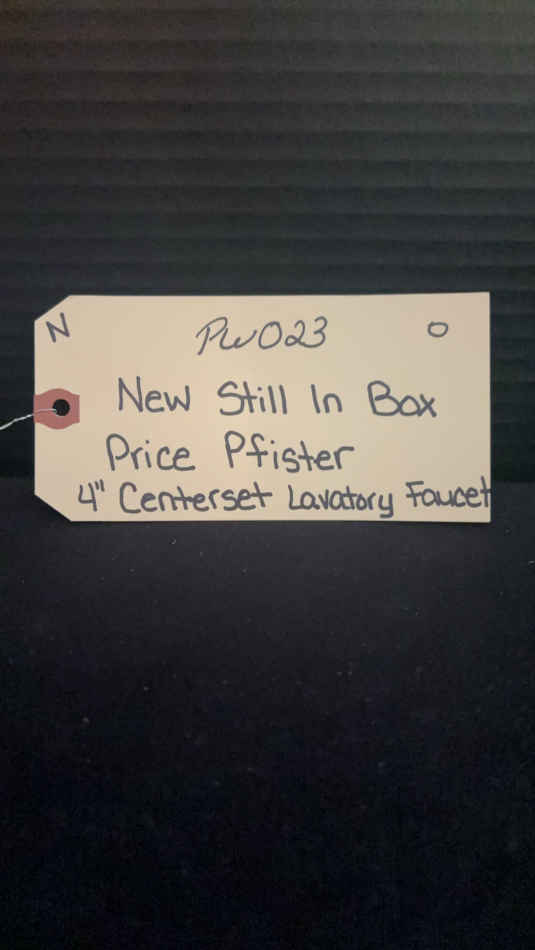 N PW023 O
New Still In Box
Price Pfister
4" Centerset Lavatory Faucet